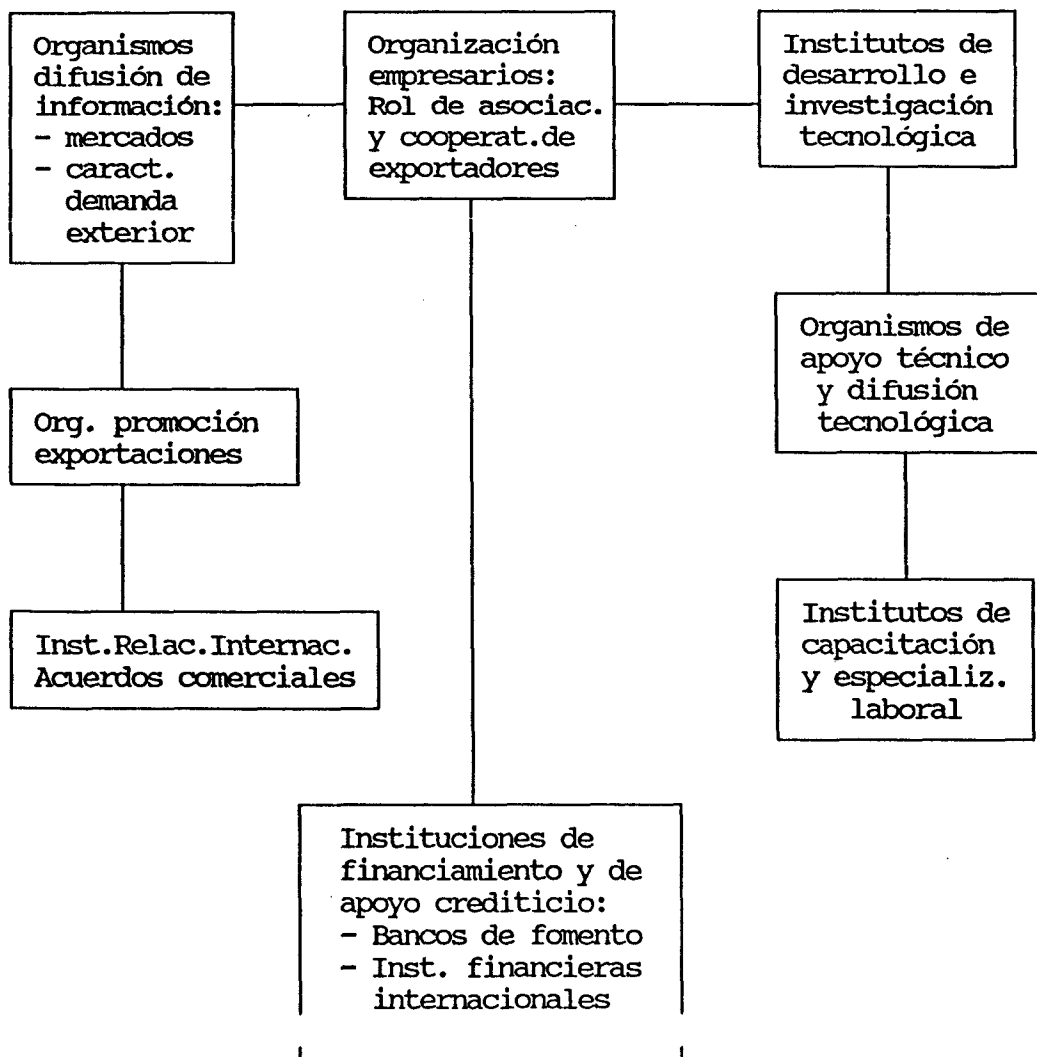 Organismos
difusión de
información:
- mercados
- caract.
demanda
exterior
Organización
empresarios:
Rol de asociac.
y cooperat.de
exportadores
Institutos de
desarrollo e
investigación
tecnológica
Organismos de
apoyo técnico
y difusión
tecnológica
Org. promoción
exportaciones
Inst.Relac.Internac.
Acuerdos comerciales
Institutos de
capacitación
y especializ.
laboral
Instituciones de
financiamiento y de
apoyo crediticio:
- Bancos de fomento
- Inst. financieras
internacionales